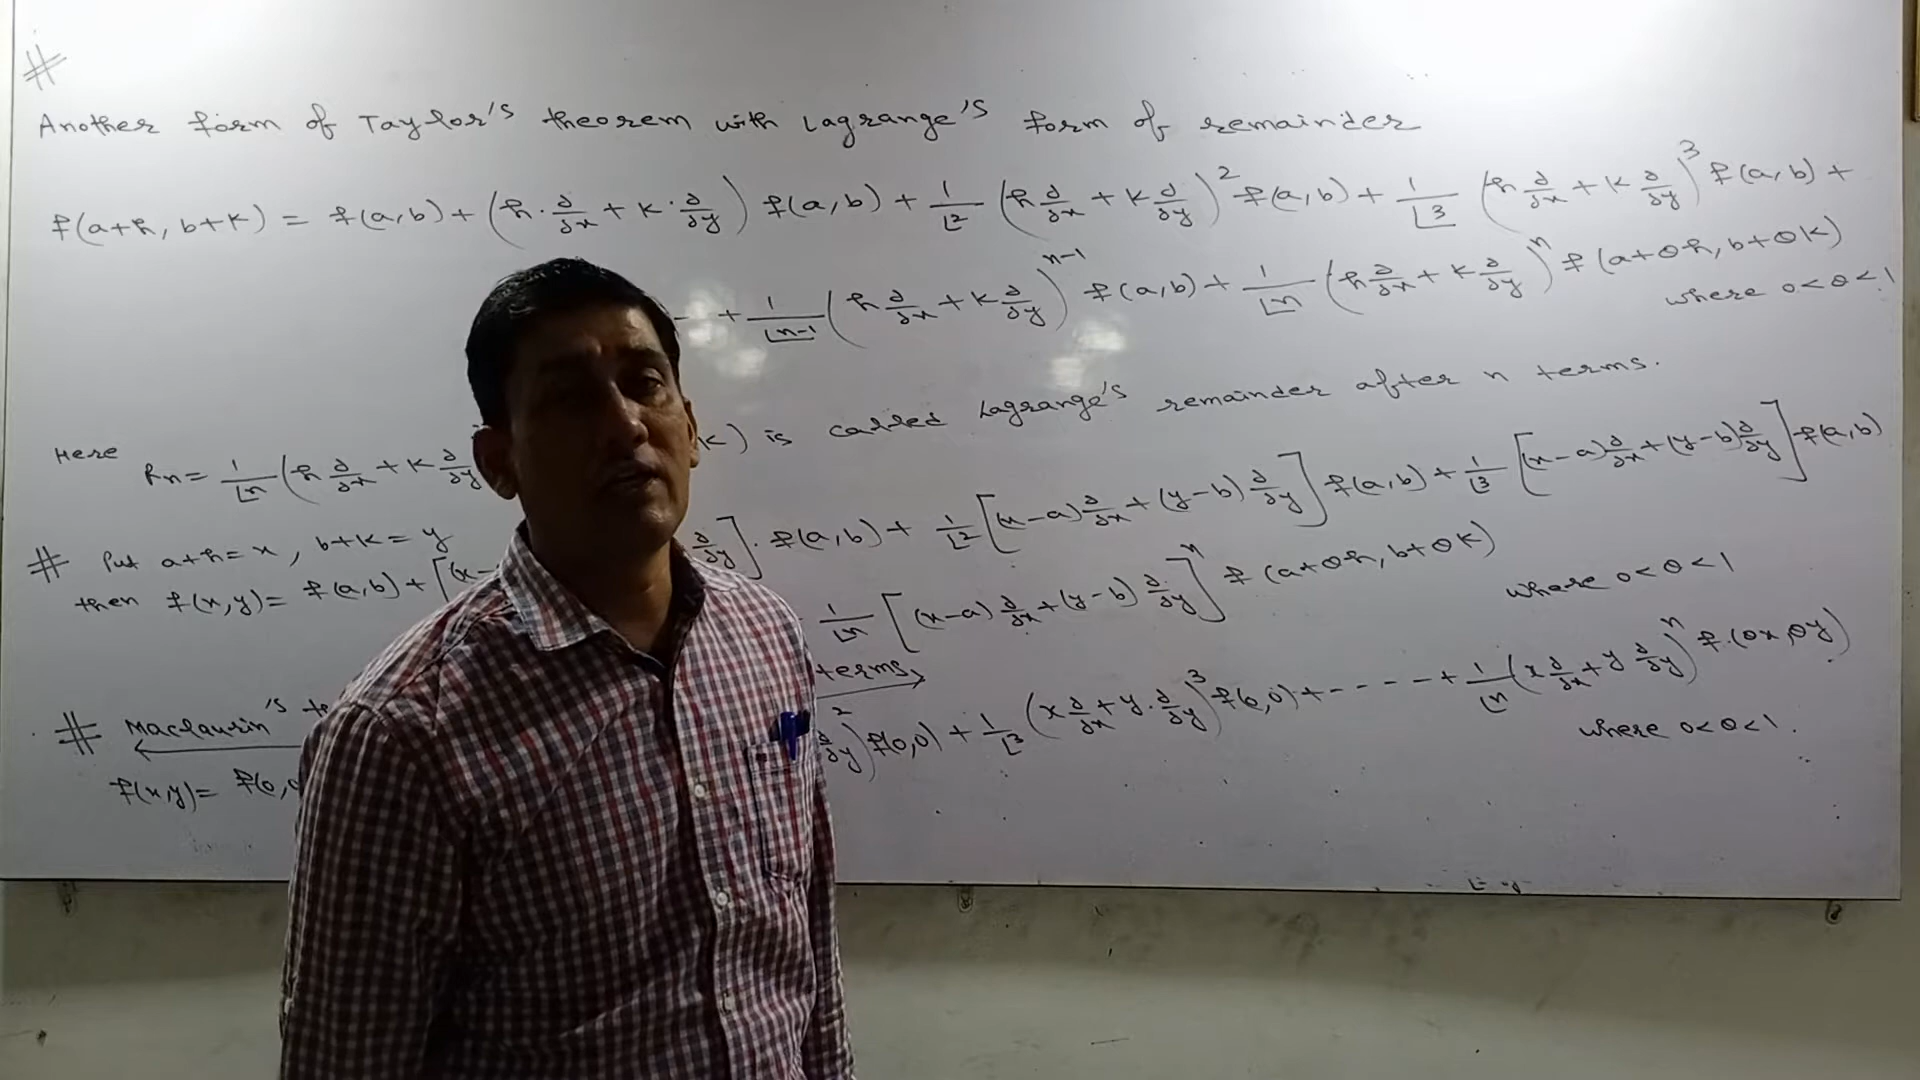 #
Another form of Taylor's theorem with Lagrange's form of remainder
f(a+h, b+k) = f(a,b) + (h·∂/∂x + k·∂/∂y) f(a,b) + 1/⌊2 (h ∂/∂x + k ∂/∂y)² f(a,b) + 1/⌊3 (h ∂/∂x + k ∂/∂y)³ f(a,b) +
- - + 1/⌊n-1 (h ∂/∂x + k ∂/∂y)ⁿ⁻¹ f(a,b) + 1/⌊n (h ∂/∂x + k ∂/∂y)ⁿ f(a+θh, b+θk)
where 0<θ<1
Here Rn = 1/⌊n (h ∂/∂x + k ∂/∂y k) is called Lagrange's remainder after n terms.
# Put a+h=x, b+k=y
then f(x,y) = f(a,b) + [(x- ∂/∂y]· f(a,b) + 1/⌊2 [(x-a) ∂/∂x + (y-b) ∂/∂y] f(a,b) + 1/⌊3 [(x-a) ∂/∂x + (y-b) ∂/∂y] f(a,b)
1/⌊n [(x-a) ∂/∂x + (y-b) ∂/∂y]ⁿ f(a+θh, b+θk)
where 0<θ<1
# Maclaurin's terms
f(x,y) = f(0, ∂/∂y)² f(0,0) + 1/⌊3 (x ∂/∂x + y·∂/∂y)³ f(0,0) + - - - - + 1/⌊n (x ∂/∂x + y ∂/∂y)ⁿ f(θx, θy)
where 0<θ<1.